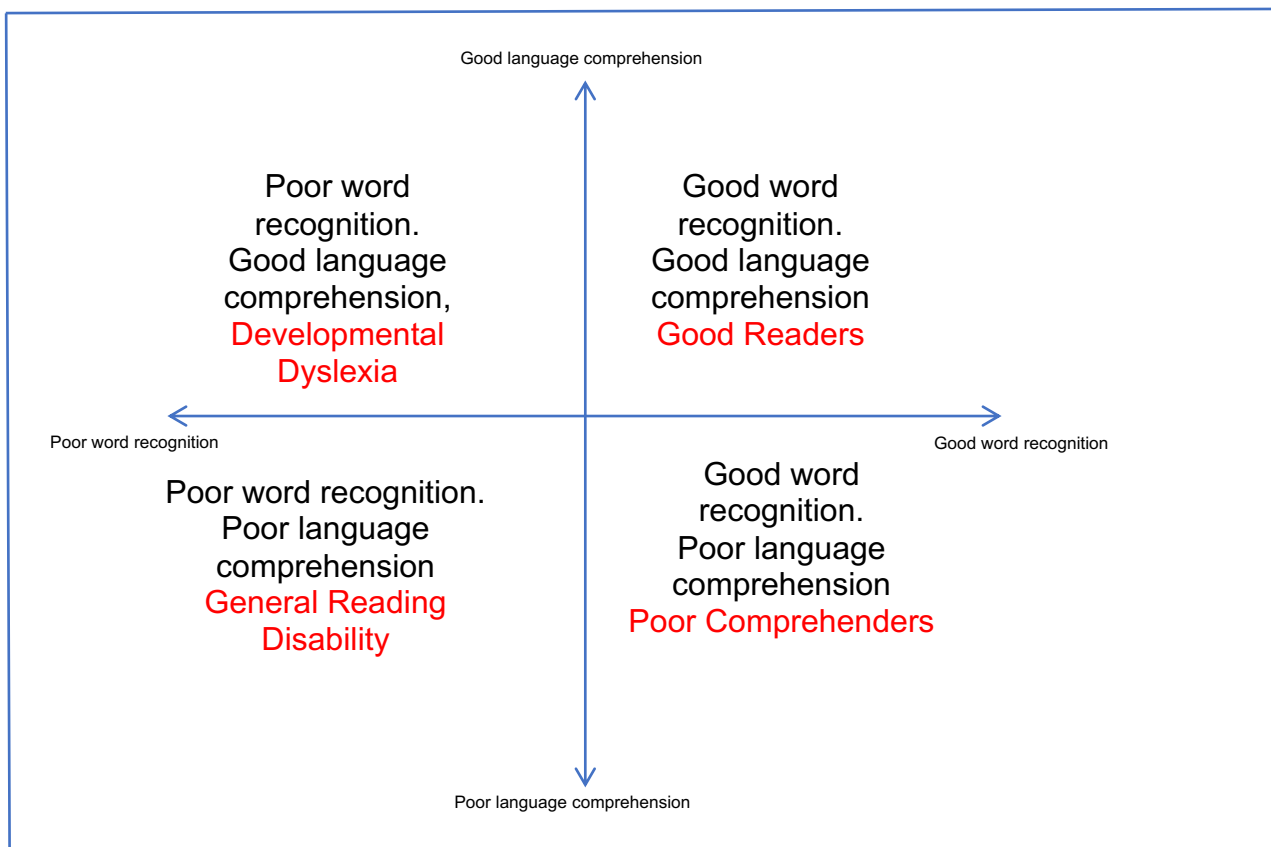 Good language comprehension
Poor word
recognition.
Good language
comprehension,
Developmental
Dyslexia
Good word
recognition.
Good language
comprehension
Good Readers
Poor word recognition
Good word recognition
Poor word recognition.
Poor language
comprehension
General Reading
Disability
Good word
recognition.
Poor language
comprehension
Poor Comprehenders
Poor language comprehension